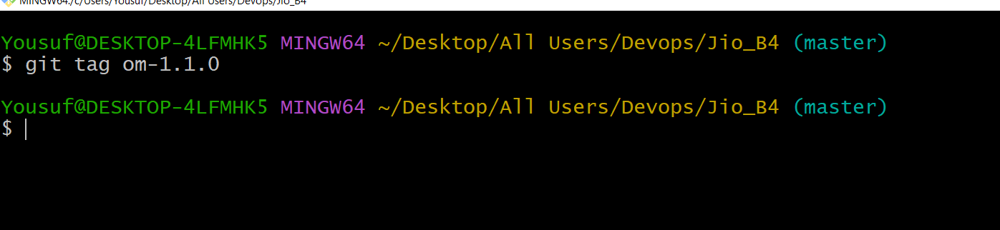 MINGW64:/c/Users/Yousuf/Desktop/All Users/Devops/Jio_B4
Yousuf@DESKTOP-4LFMHK5 MINGW64 ~/Desktop/All Users/Devops/Jio_B4 (master)
$ git tag om-1.1.0
Yousuf@DESKTOP-4LFMHK5 MINGW64 ~/Desktop/All Users/Devops/Jio_B4 (master)
$